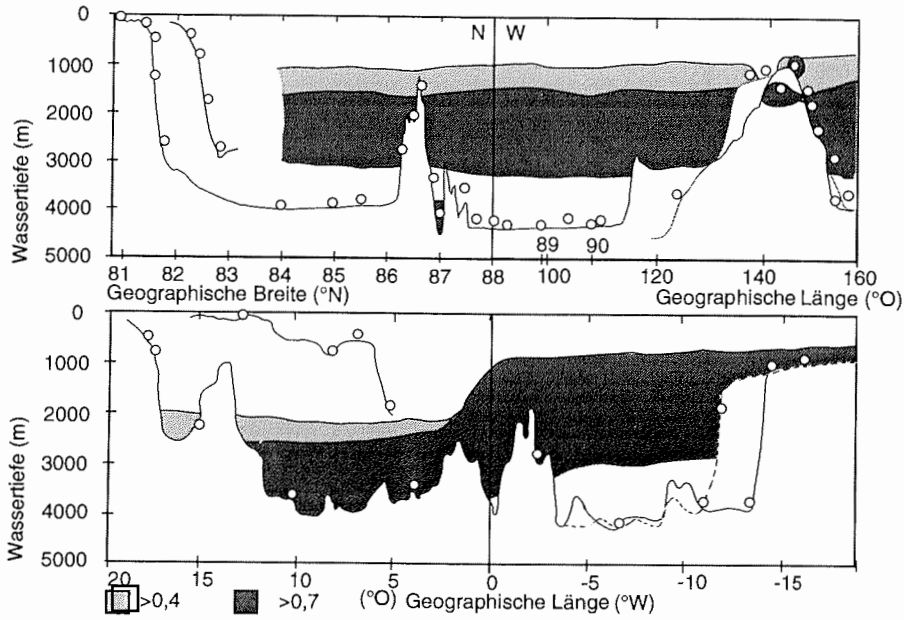 N W
0
1000
2000
3000
4000
5000
Wassertiefe (m)
89 90
81 82 83 84 85 86 87 88 100 120 140 160
Geographische Breite (°N) Geographische Länge (°O)
0
1000
2000
3000
4000
5000
Wassertiefe (m)
20 15 10 5 0 -5 -10 -15
>0,4 >0,7 (°O) Geographische Länge (°W)